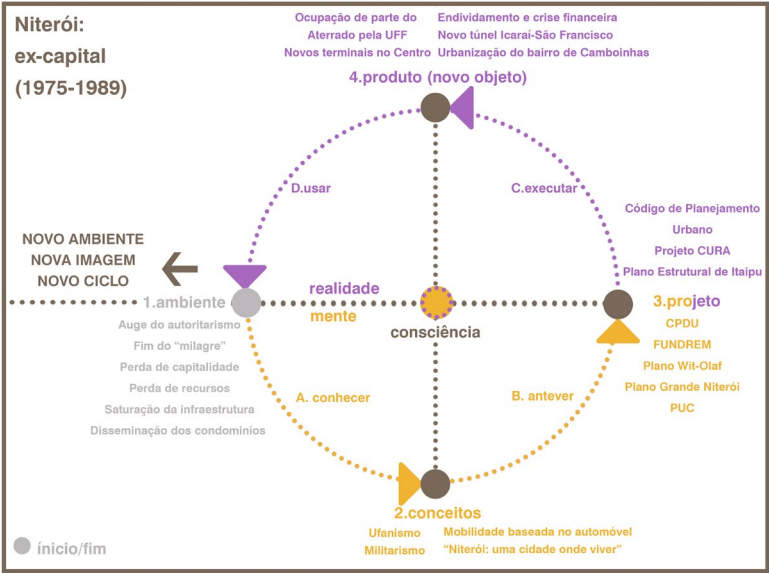 Niterói:
ex-capital
(1975-1989)
Ocupação de parte do
Aterrado pela UFF
Novos terminais no Centro
Endividamento e crise financeira
Novo túnel Icaraí-São Francisco
Urbanização do bairro de Camboinhas
4.produto (novo objeto)
D.usar
C.executar
Código de Planejamento
Urbano
Projeto CURA
Plano Estrutural de Itaipu
NOVO AMBIENTE
NOVA IMAGEM
NOVO CICLO
1.ambiente
realidade
mente
consciência
3.projeto
Auge do autoritarismo
Fim do “milagre”
Perda de capitalidade
Perda de recursos
Saturação da infraestrutura
Disseminação dos condomínios
CPDU
FUNDREM
Plano Wit-Olaf
Plano Grande Niterói
PUC
A. conhecer
B. antever
2.conceitos
Ufanismo
Militarismo
Mobilidade baseada no automóvel
“Niterói: uma cidade onde viver”
ínicio/fim